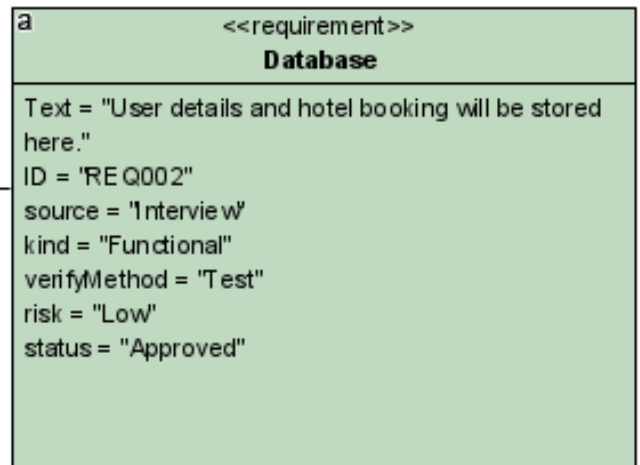 a
<<requirement>>
Database
Text = "User details and hotel booking will be stored
here."
ID = "REQ002"
source = "Interview"
kind = "Functional"
verifyMethod = "Test"
risk = "Low"
status = "Approved"